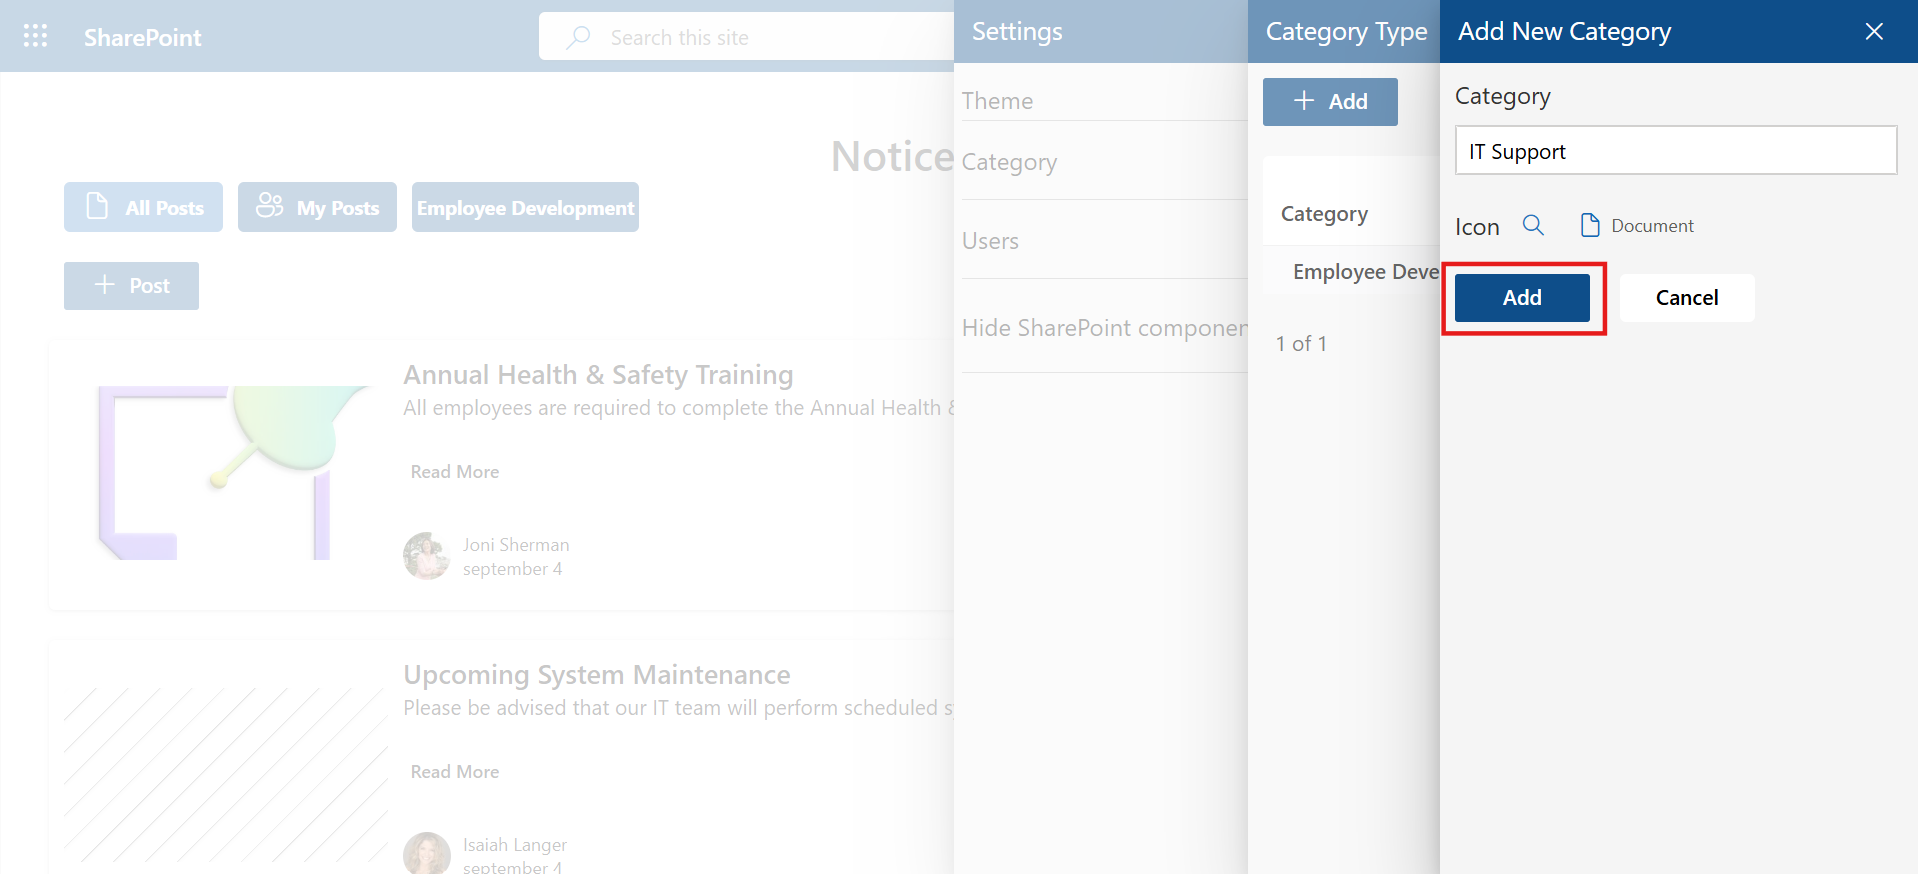 SharePoint
Search this site
Notice
All Posts
My Posts
Employee Development
Post
Annual Health & Safety Training
All employees are required to complete the Annual Health &
Read More
Joni Sherman
september 4
Upcoming System Maintenance
Please be advised that our IT team will perform scheduled
Read More
Isaiah Langer
september 4
Settings
Theme
Category
Users
Hide SharePoint componen
Category Type
Add
Category
Employee Deve
1 of 1
Add New Category
Category
IT Support
Icon
Document
Add
Cancel